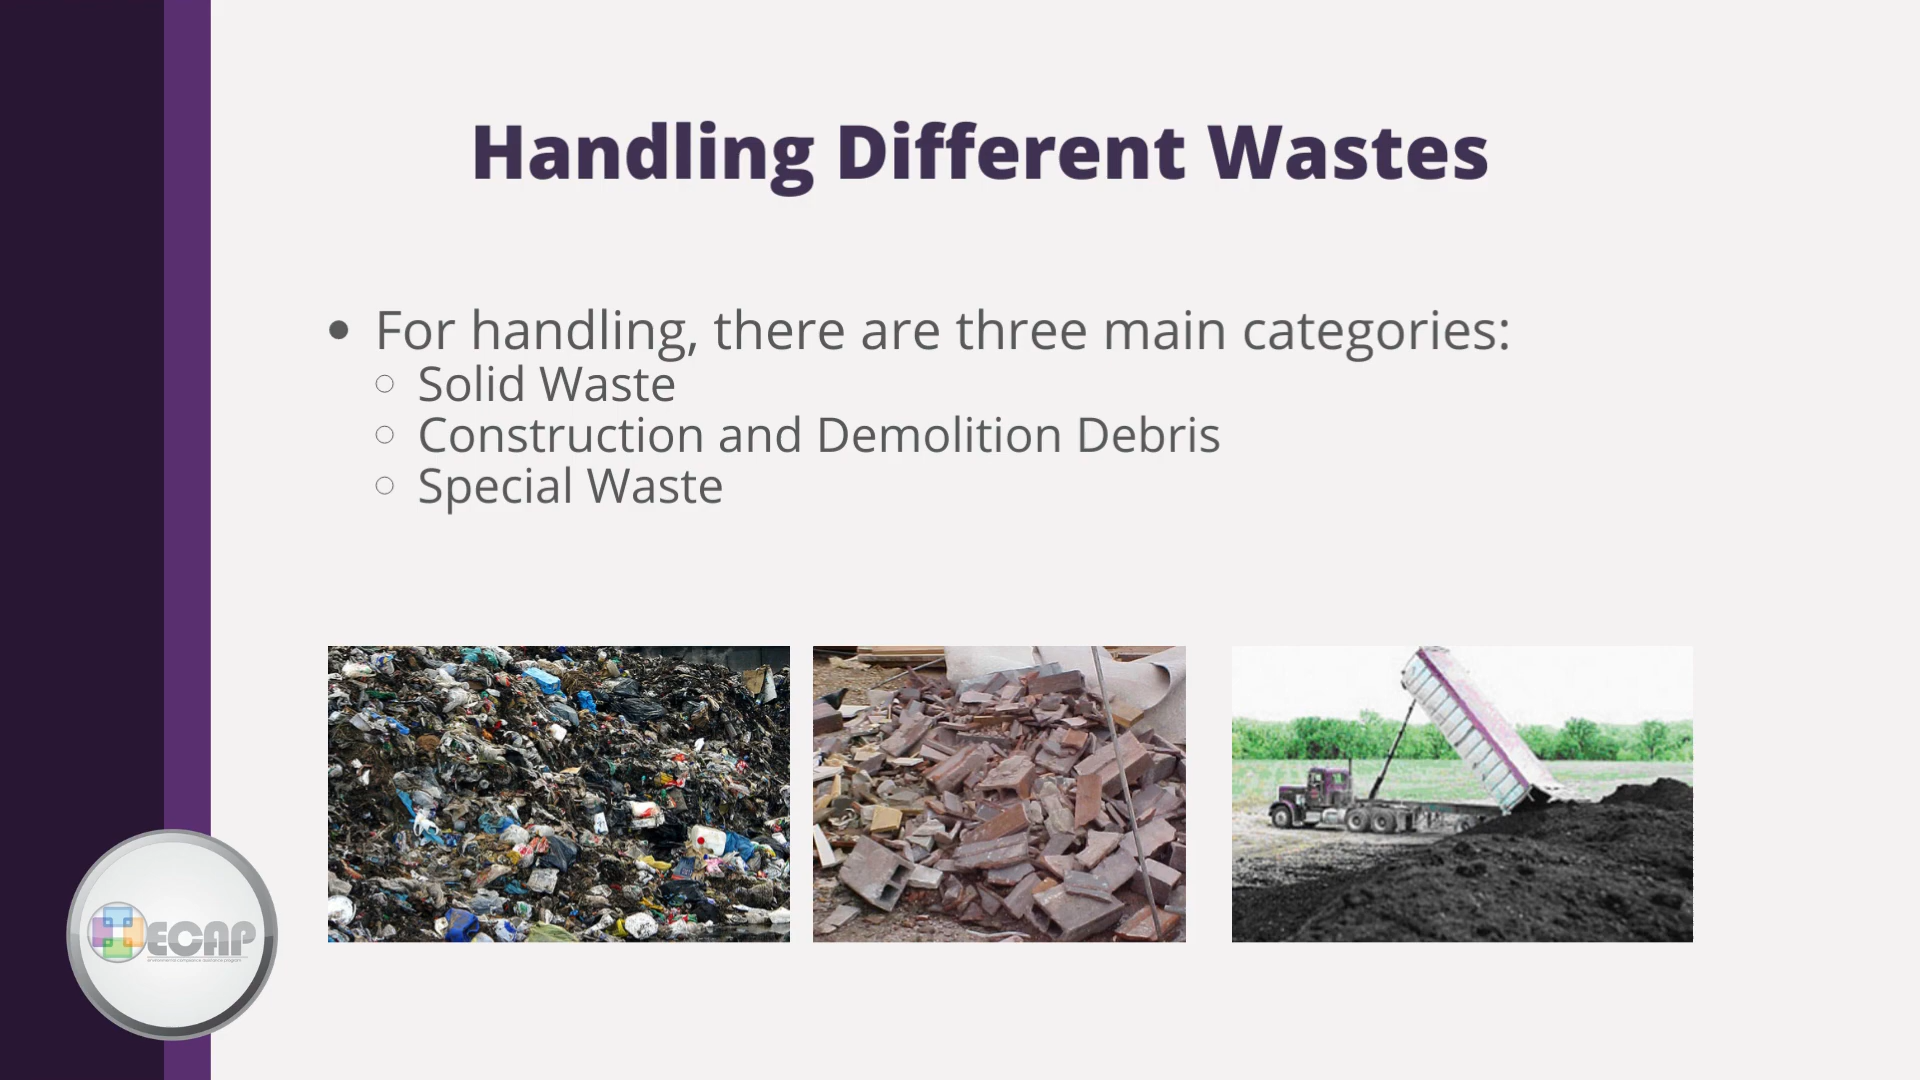 Handling Different Wastes
• For handling, there are three main categories:
○ Solid Waste
○ Construction and Demolition Debris
○ Special Waste
ECAP